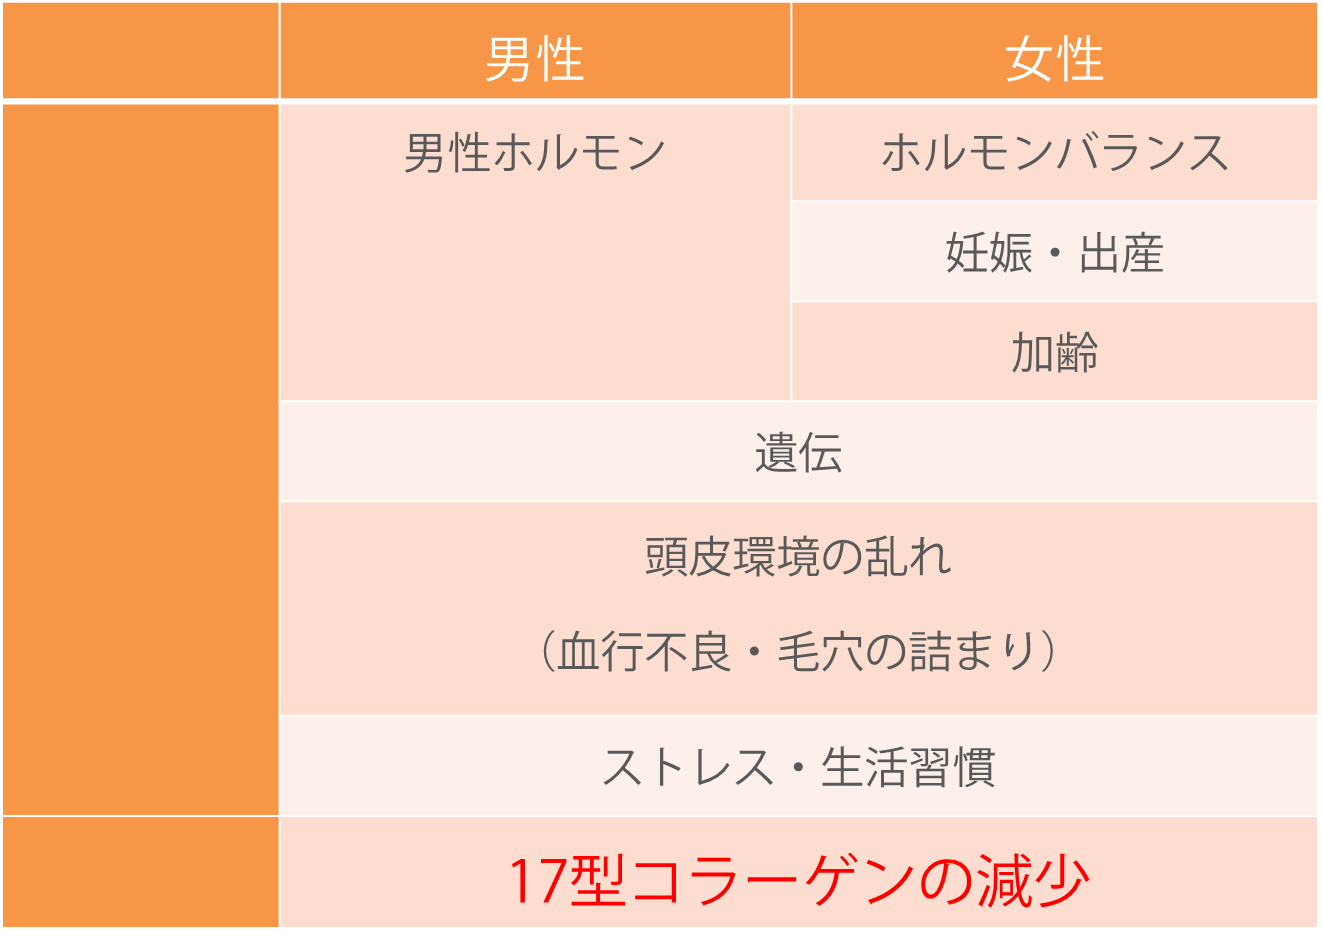 男性
女性
男性ホルモン
ホルモンバランス
妊娠・出産
加齢
遺伝
頭皮環境の乱れ
（血行不良・毛穴の詰まり）
ストレス・生活習慣
17型コラーゲンの減少